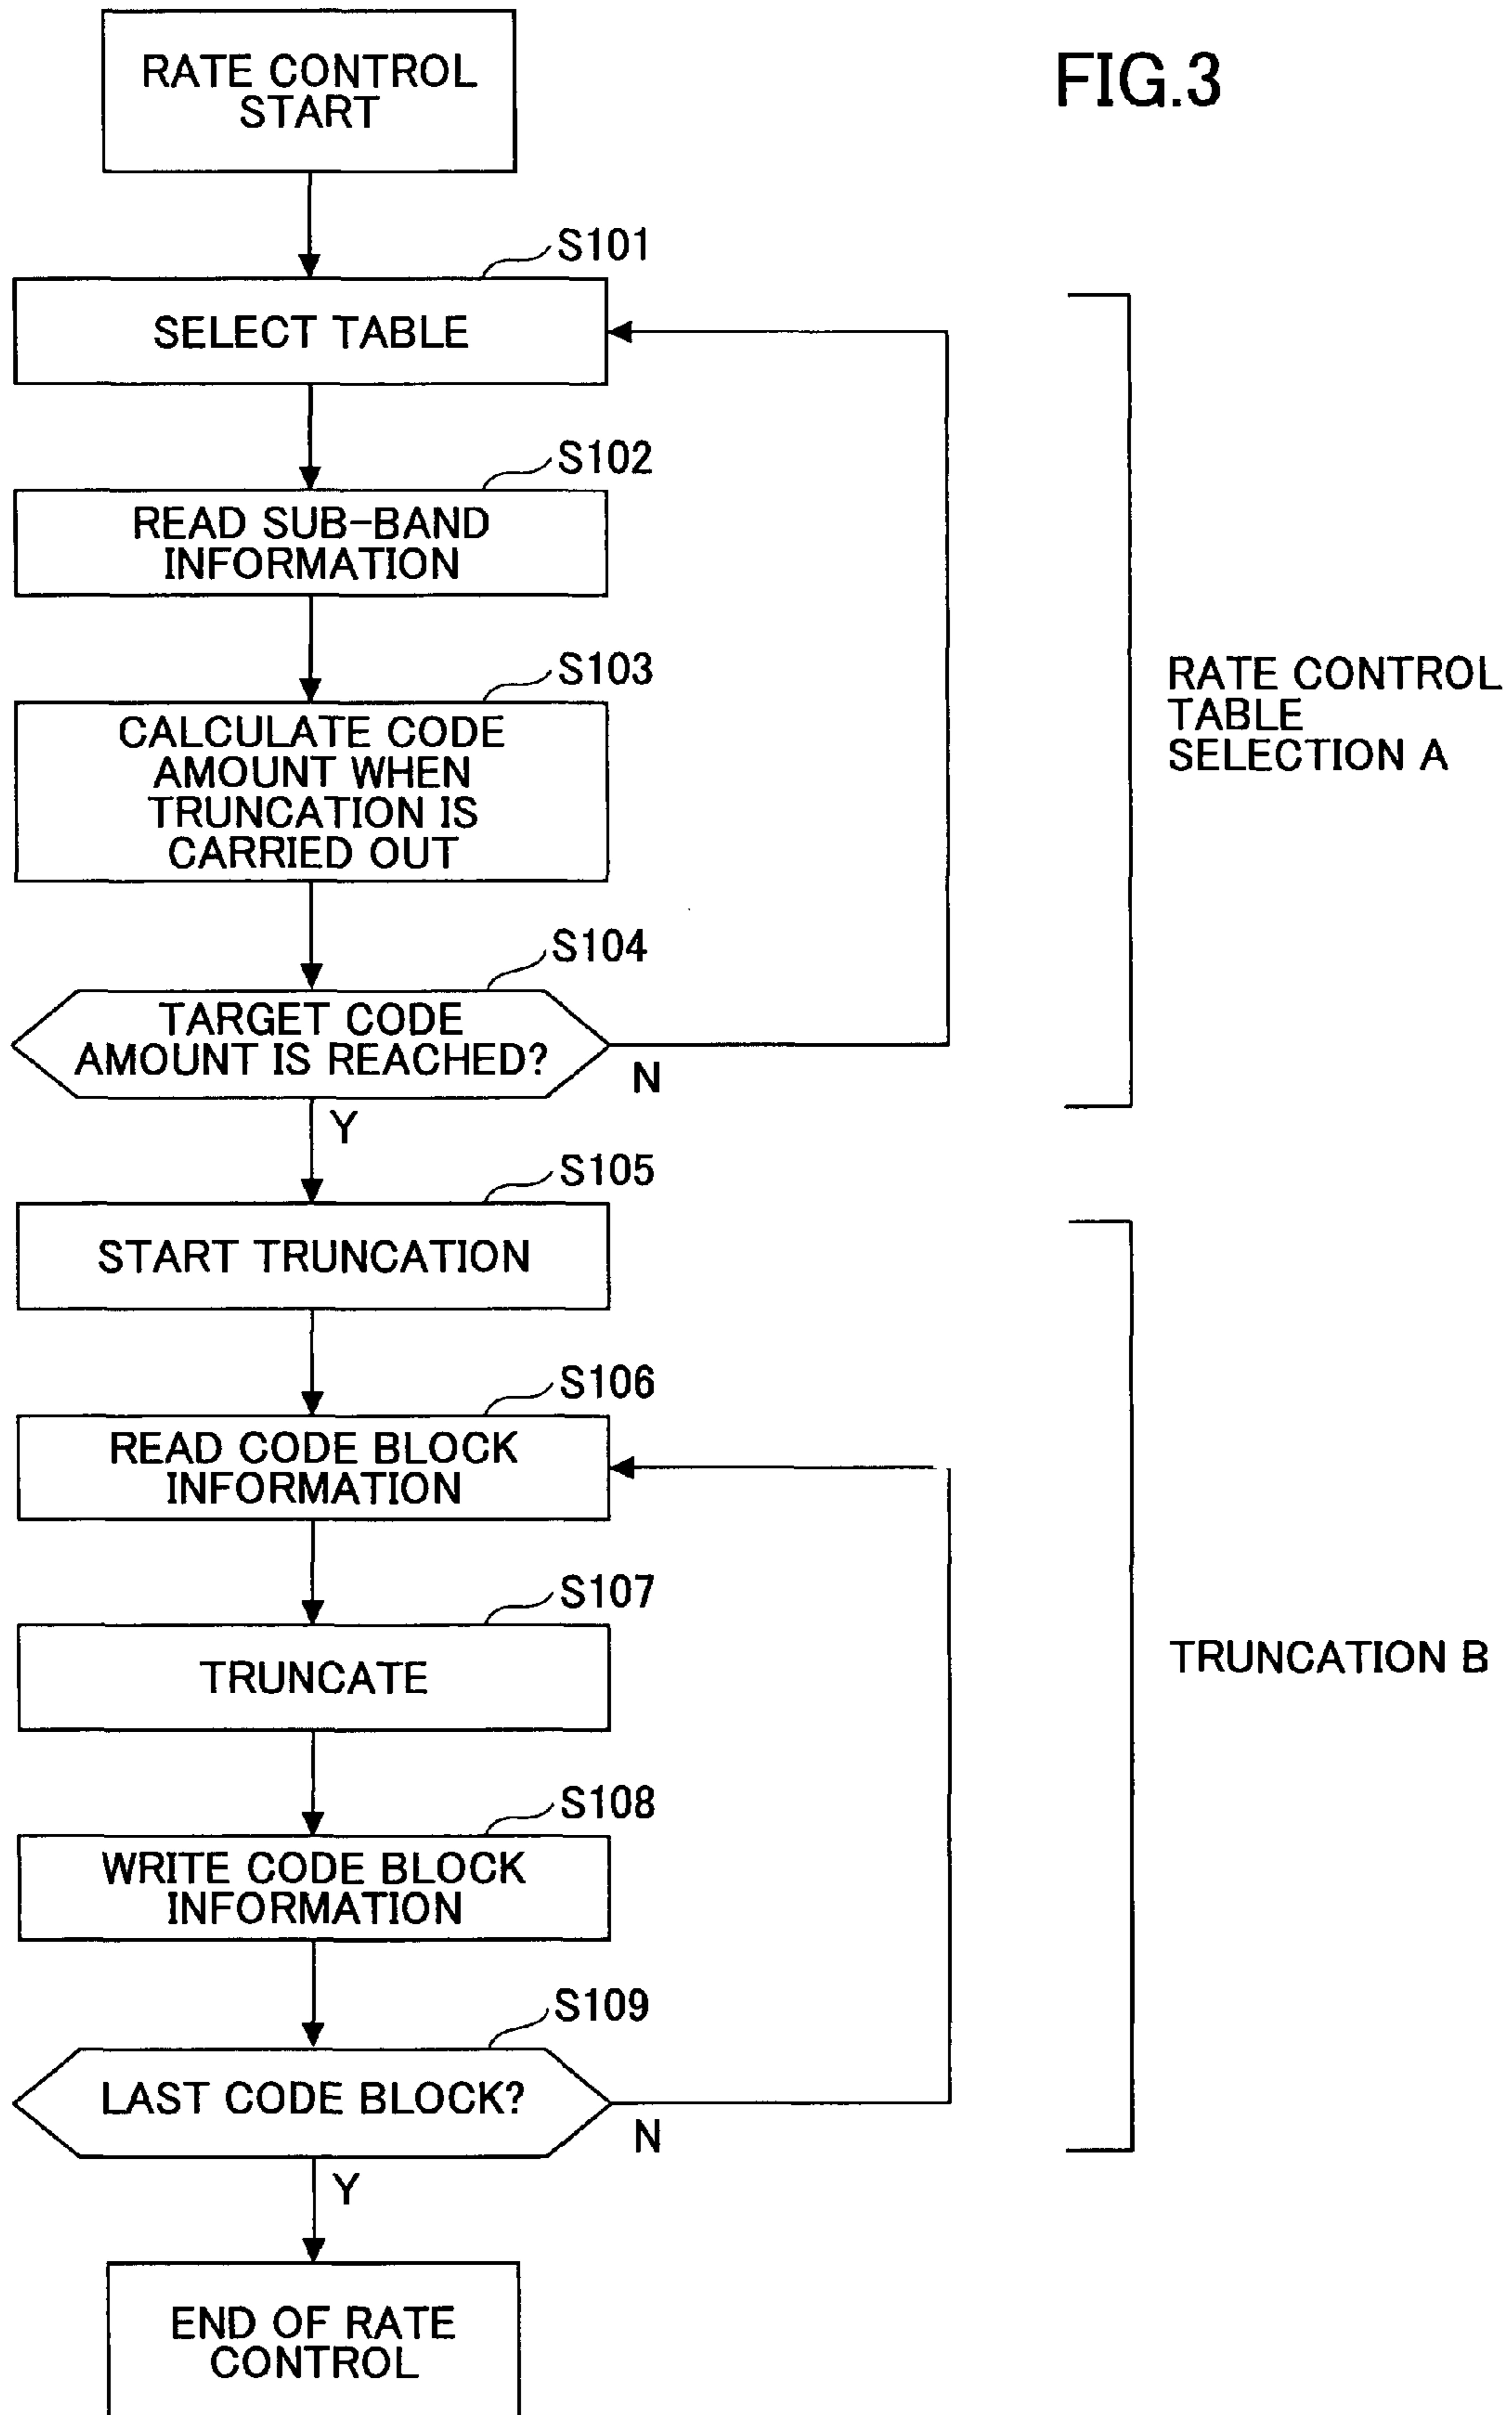 FIG.3
RATE CONTROL
START
S101
SELECT TABLE
S102
READ SUB-BAND
INFORMATION
S103
CALCULATE CODE
AMOUNT WHEN
TRUNCATION IS
CARRIED OUT
S104
TARGET CODE
AMOUNT IS REACHED?
N
Y
RATE CONTROL
TABLE
SELECTION A
S105
START TRUNCATION
S106
READ CODE BLOCK
INFORMATION
S107
TRUNCATE
S108
WRITE CODE BLOCK
INFORMATION
S109
LAST CODE BLOCK?
N
Y
TRUNCATION B
END OF RATE
CONTROL